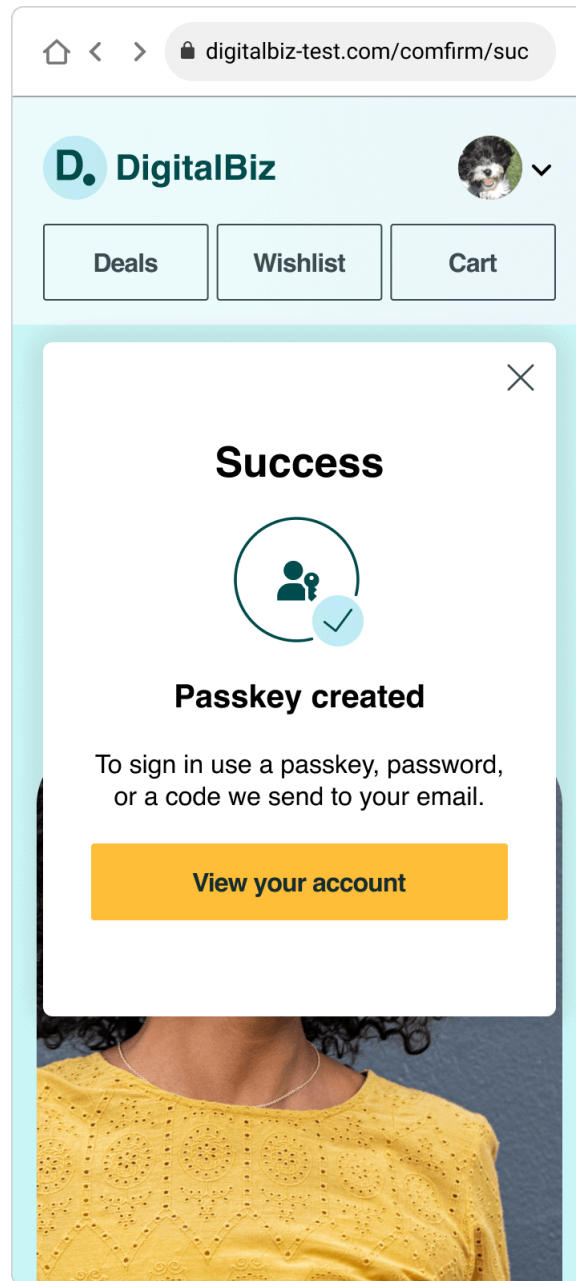 digitalbiz-test.com/comfirm/suc
D. DigitalBiz
Deals Wishlist Cart
Success
Passkey created
To sign in use a passkey, password,
or a code we send to your email.
View your account